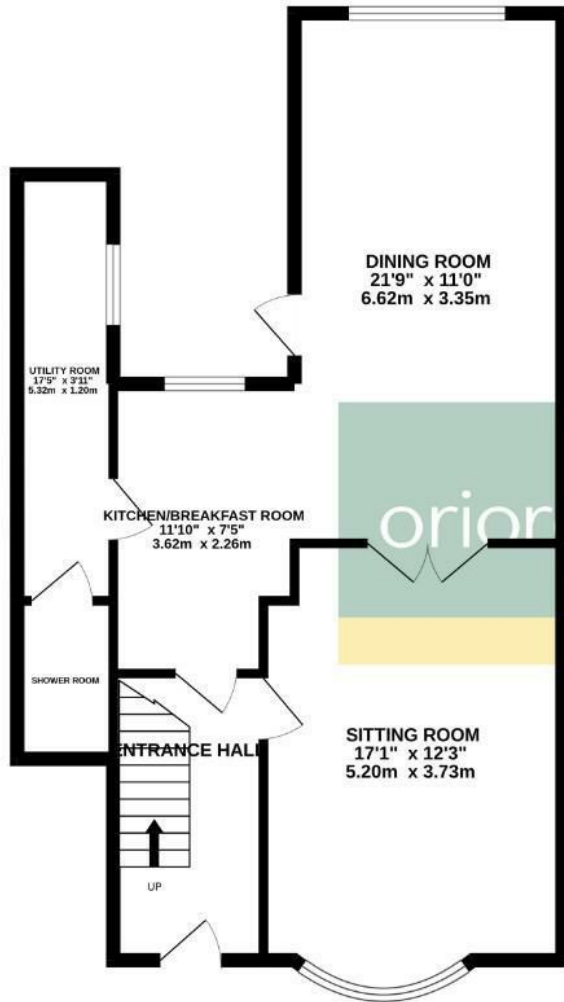 DINING ROOM
21'9" x 11'0"
6.62m x 3.35m
UTILITY ROOM
17'5" x 3'11"
5.32m x 1.20m
KITCHEN/BREAKFAST ROOM
11'10" x 7'5"
3.62m x 2.26m
orior
SHOWER ROOM
ENTRANCE HALL
SITTING ROOM
17'1" x 12'3"
5.20m x 3.73m
UP